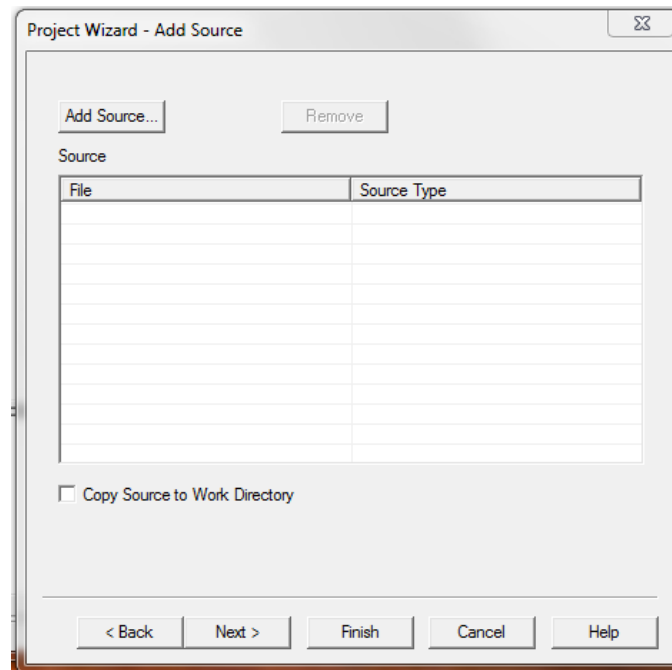 Project Wizard - Add Source
Add Source... Remove
Source
File Source Type
Copy Source to Work Directory
< Back Next > Finish Cancel Help